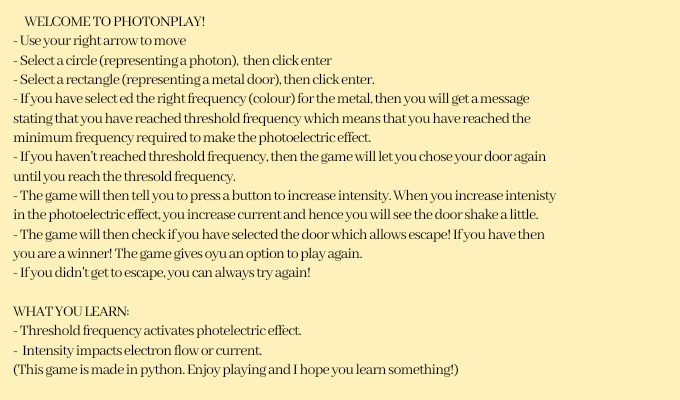 WELCOME TO PHOTONPLAY!
- Use your right arrow to move
- Select a circle (representing a photon),  then click enter
- Select a rectangle (representing a metal door), then click enter.
- If you have select ed the right frequency (colour) for the metal, then you will get a message
stating that you have reached threshold frequency which means that you have reached the
minimum frequency required to make the photoelectric effect.
- If you haven't reached threshold frequency, then the game will let you chose your door again
until you reach the thresold frequency.
- The game will then tell you to press a button to increase intensity. When you increase intenisty
in the photoelectric effect, you increase current and hence you will see the door shake a little.
- The game will then check if you have selected the door which allows escape! If you have then
you are a winner! The game gives oyu an option to play again.
- If you didn't get to escape, you can always try again!
WHAT YOU LEARN:
- Threshold frequency activates photelectric effect.
-  Intensity impacts electron flow or current.
(This game is made in python. Enjoy playing and I hope you learn something!)